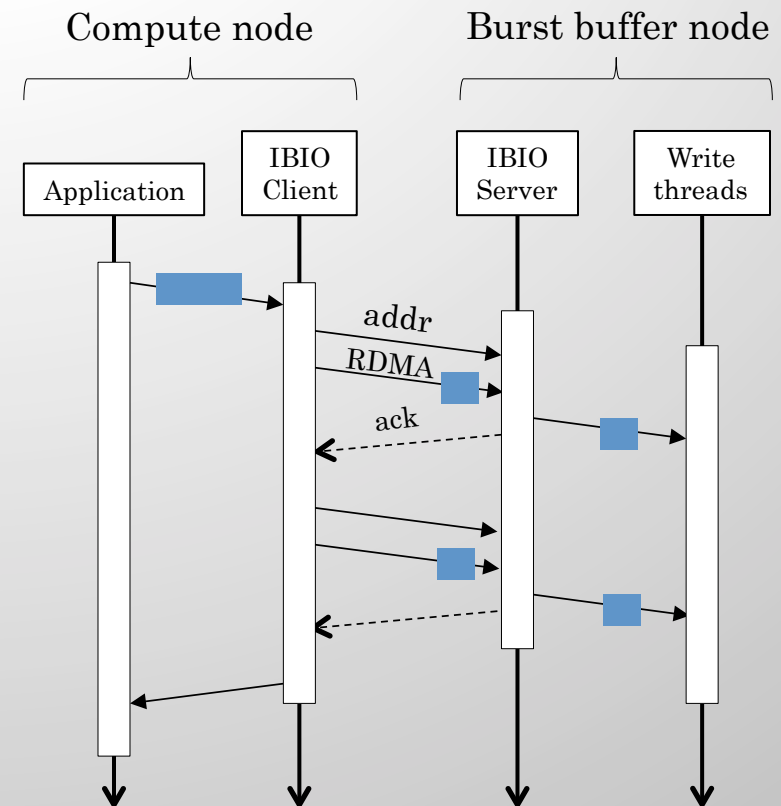 Compute node
Burst buffer node
Application
IBIO
Client
IBIO
Server
Write
threads
addr
RDMA
ack